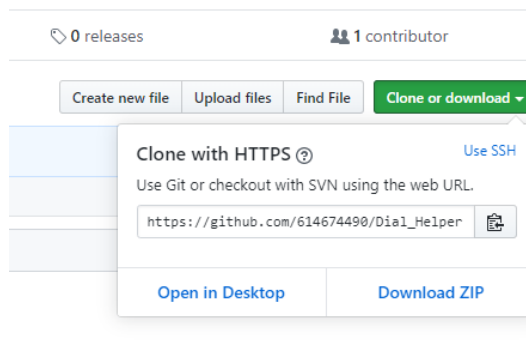 0 releases 1 contributor
Create new file Upload files Find File Clone or download
Clone with HTTPS Use SSH
Use Git or checkout with SVN using the web URL.
https://github.com/614674490/Dial_Helper
Open in Desktop Download ZIP